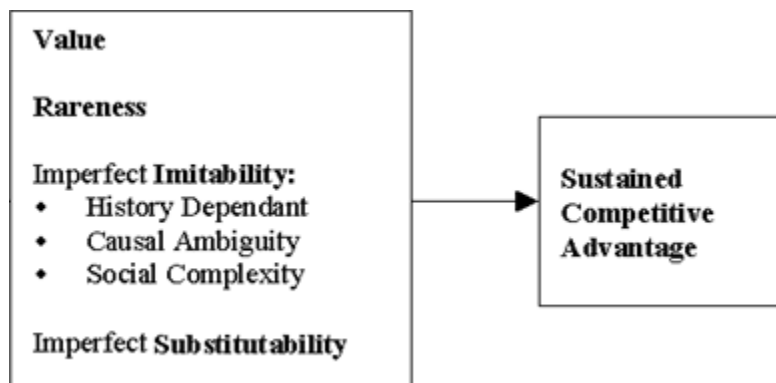 Value
Rareness
Imperfect Imitability:
◆ History Dependant
◆ Causal Ambiguity
◆ Social Complexity
Imperfect Substitutability
Sustained
Competitive
Advantage